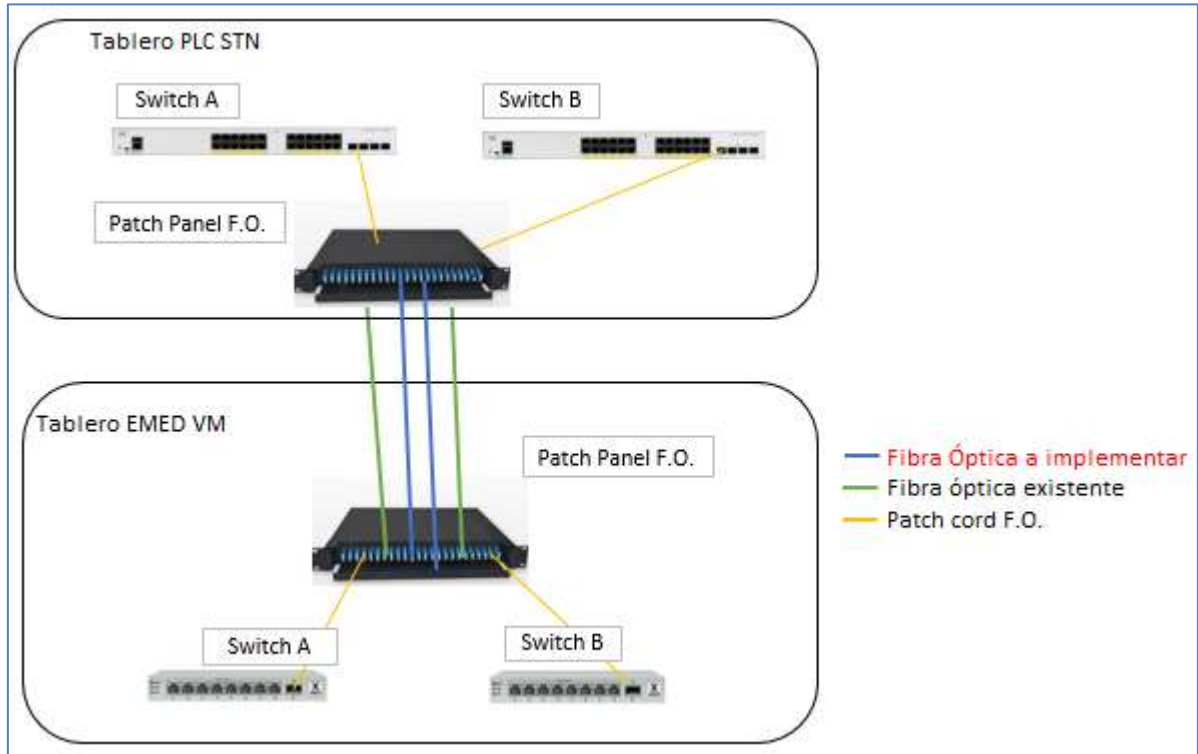 Tablero PLC STN
Switch A
Switch B
Patch Panel F.O.
Tablero EMED VM
Patch Panel F.O.
Fibra Óptica a implementar
Fibra óptica existente
Patch cord F.O.
Switch A
Switch B